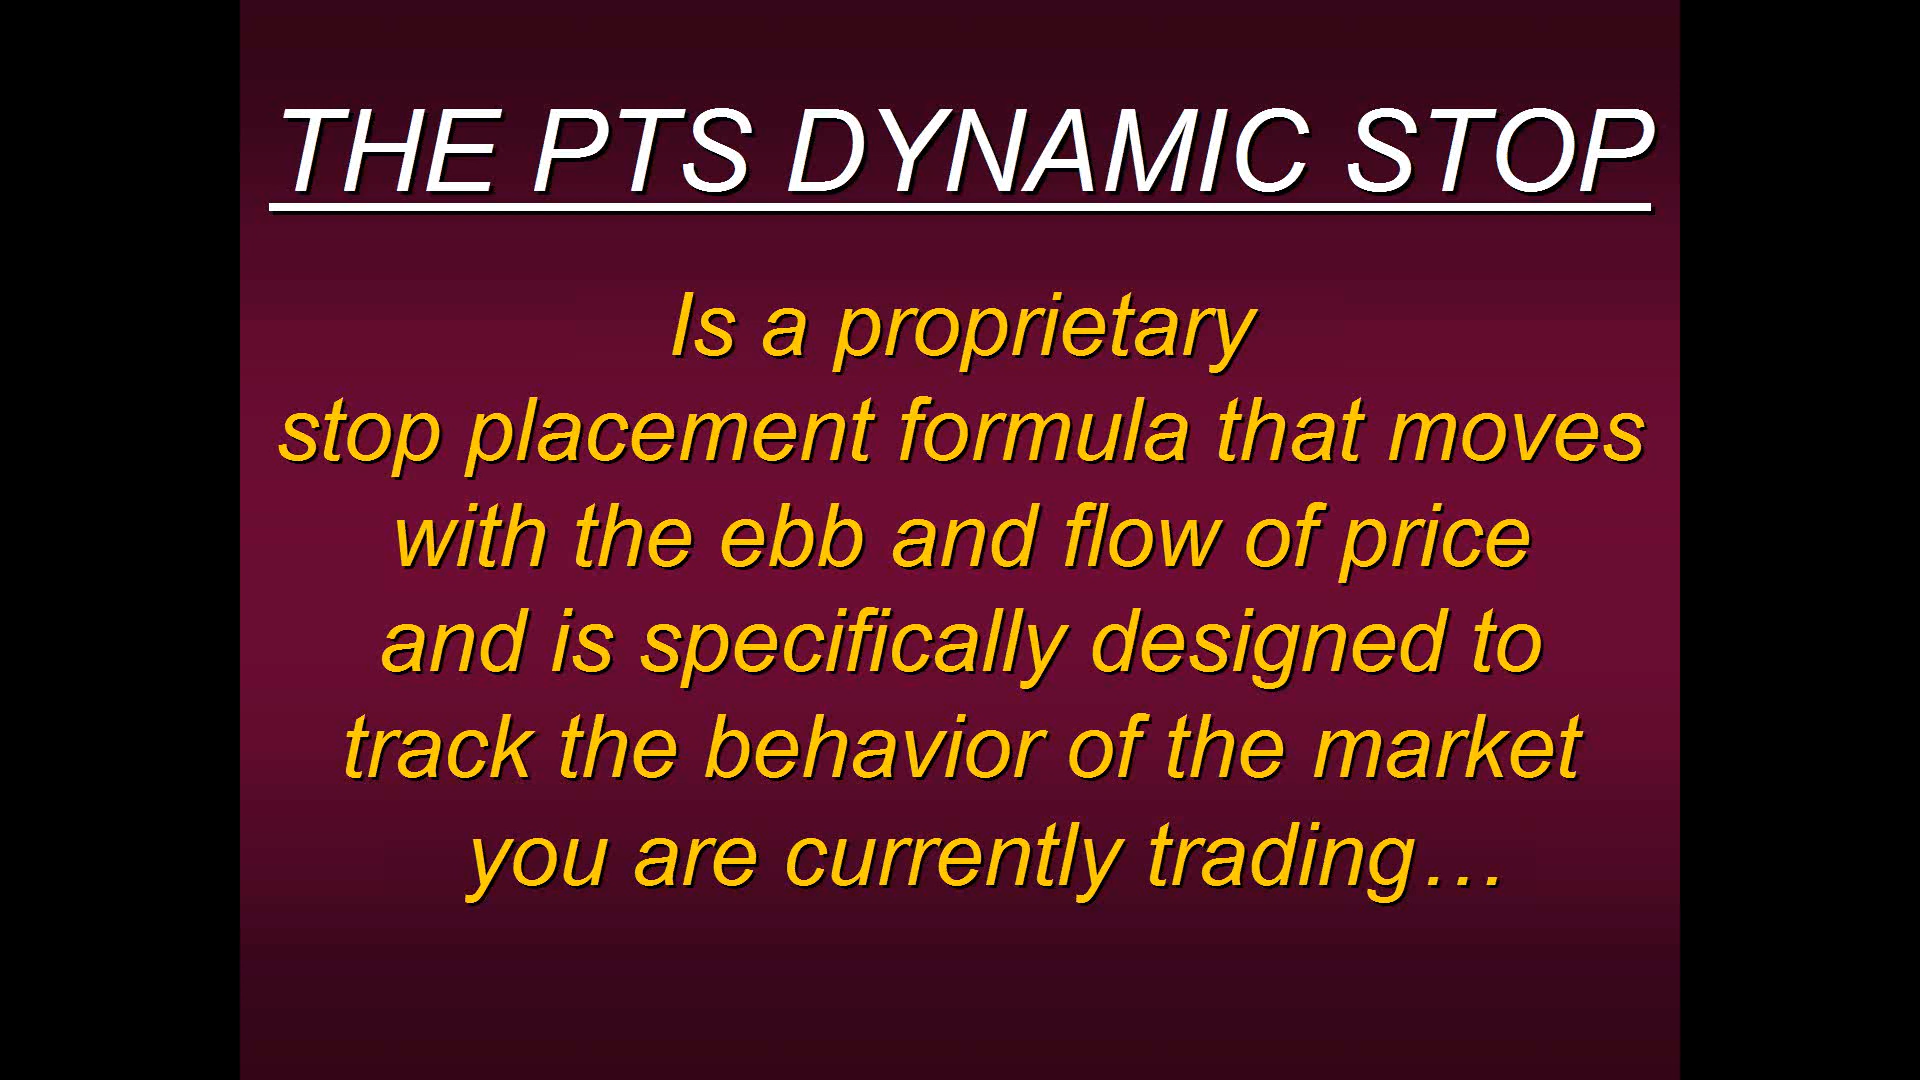 THE PTS DYNAMIC STOP
Is a proprietary
stop placement formula that moves
with the ebb and flow of price
and is specifically designed to
track the behavior of the market
you are currently trading…